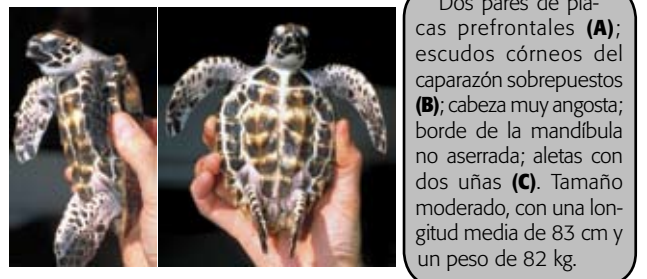 Dos pares de pla-
cas prefrontales (A);
escudos córneos del
caparazón sobrepuestos
(B); cabeza muy angosta;
borde de la mandíbula
no aserrada; aletas con
dos uñas (C). Tamaño
moderado, con una lon-
gitud media de 83 cm y
un peso de 82 kg.